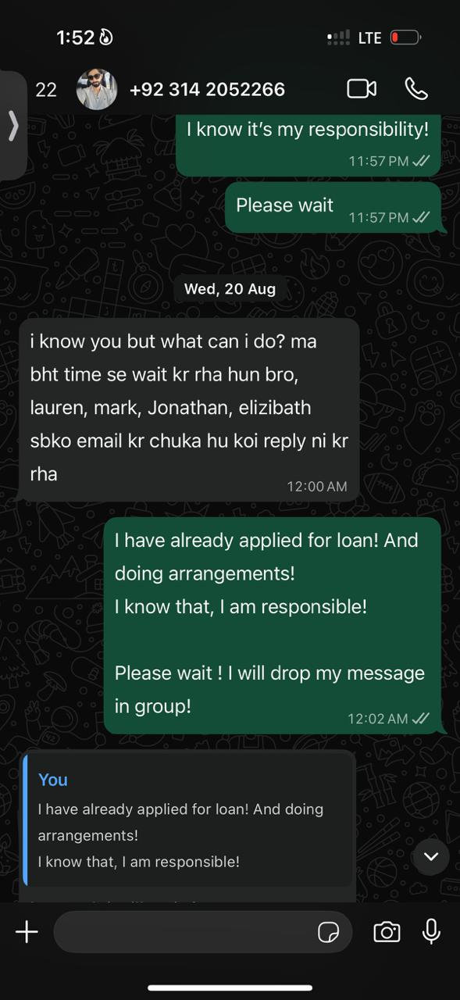 1:52
LTE
22
+92 314 2052266
I know it's my responsibility!
11:57 PM
Please wait
11:57 PM
Wed, 20 Aug
i know you but what can i do? ma
bht time se wait kr rha hun bro,
lauren, mark, Jonathan, elizibath
sbko email kr chuka hu koi reply ni kr
rha
12:00 AM
I have already applied for loan! And
doing arrangements!
I know that, I am responsible!
Please wait ! I will drop my message
in group!
12:02 AM
You
I have already applied for loan! And doing
arrangements!
I know that, I am responsible!